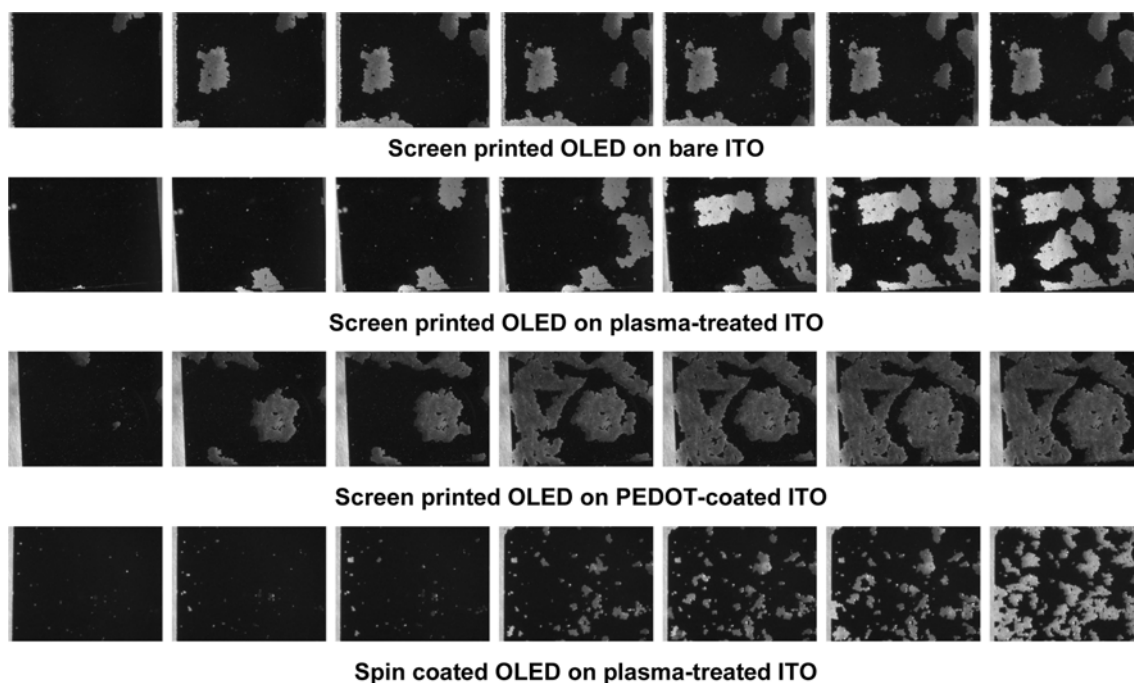 Screen printed OLED on bare ITO
Screen printed OLED on plasma-treated ITO
Screen printed OLED on PEDOT-coated ITO
Spin coated OLED on plasma-treated ITO